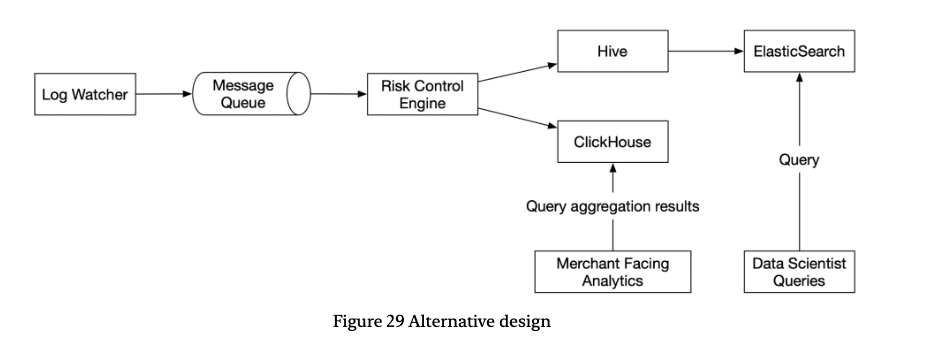 Hive
ElasticSearch
Log Watcher
Message
Queue
Risk Control
Engine
ClickHouse
Query
Query aggregation results
Merchant Facing
Analytics
Data Scientist
Queries
Figure 29 Alternative design